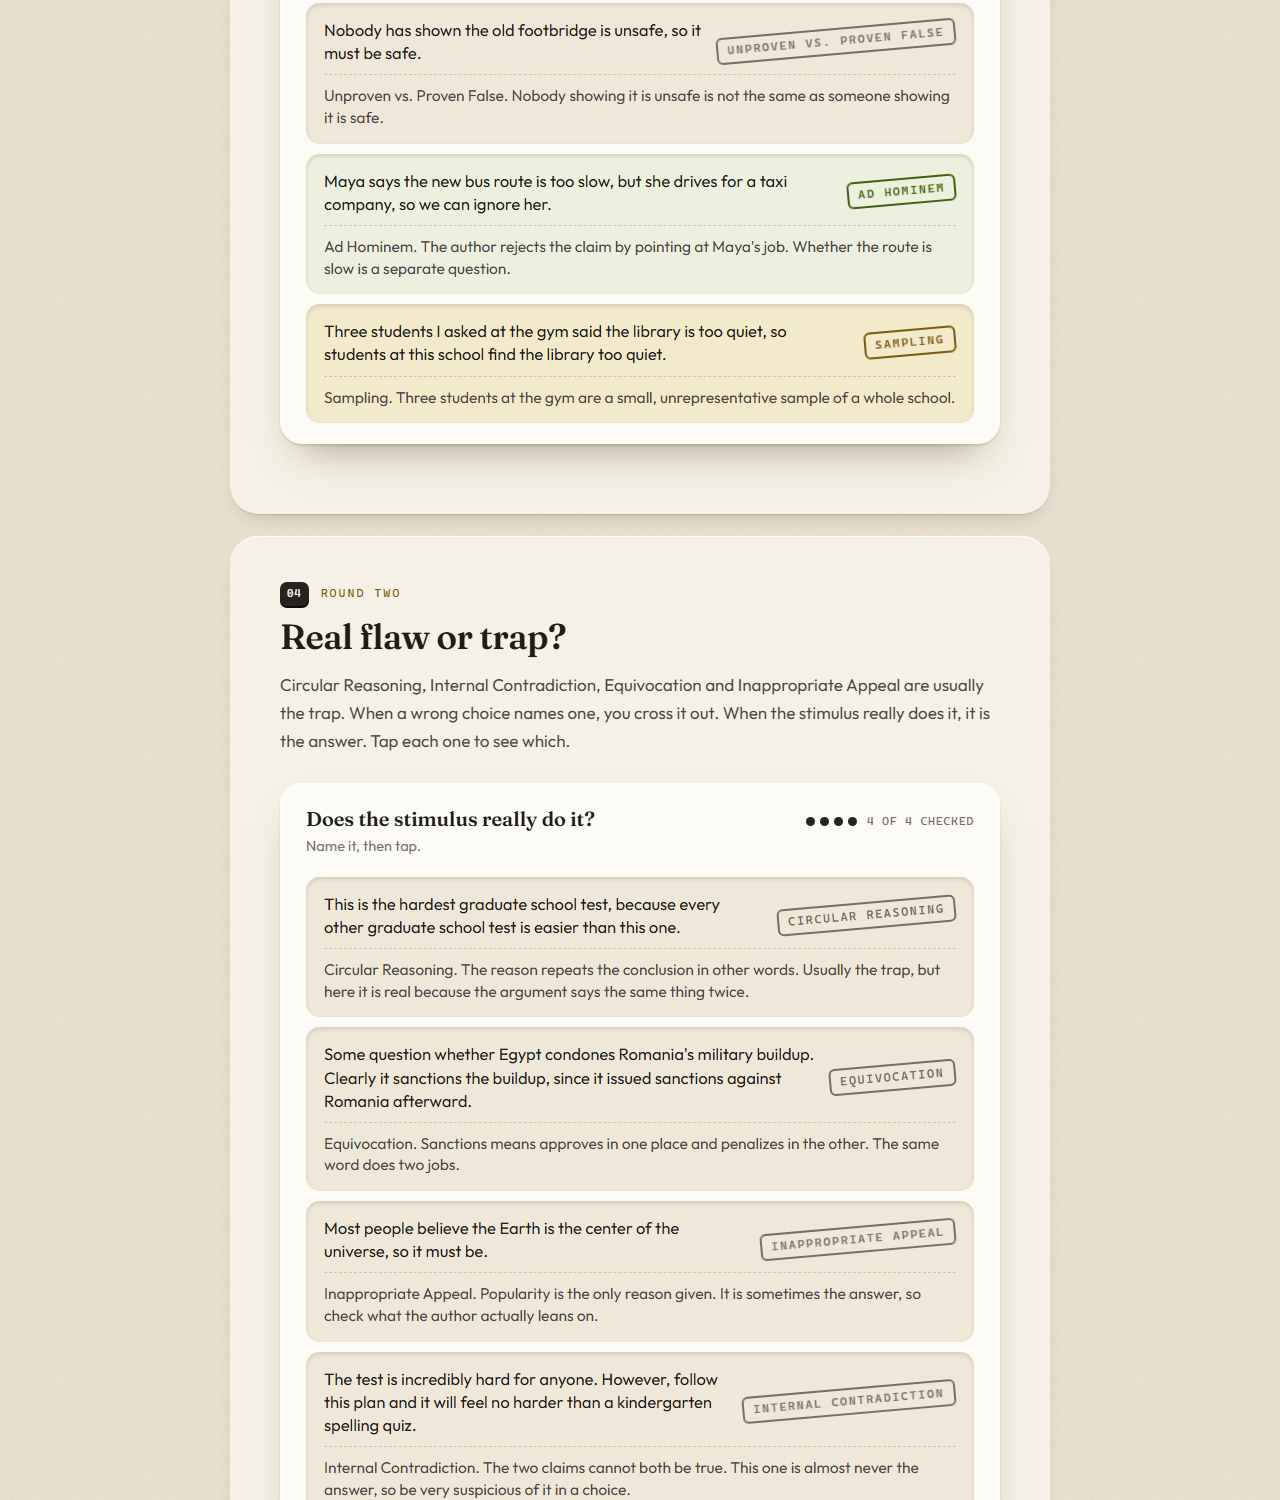 Nobody has shown the old footbridge is unsafe, so it
must be safe.
UNPROVEN VS. PROVEN FALSE
Unproven vs. Proven False. Nobody showing it is unsafe is not the same as someone showing
it is safe.
Maya says the new bus route is too slow, but she drives for a taxi
company, so we can ignore her.
AD HOMINEM
Ad Hominem. The author rejects the claim by pointing at Maya's job. Whether the route is
slow is a separate question.
Three students I asked at the gym said the library is too quiet, so
students at this school find the library too quiet.
SAMPLING
Sampling. Three students at the gym are a small, unrepresentative sample of a whole school.
04 ROUND TWO
Real flaw or trap?
Circular Reasoning, Internal Contradiction, Equivocation and Inappropriate Appeal are usually
the trap. When a wrong choice names one, you cross it out. When the stimulus really does it, it is
the answer. Tap each one to see which.
Does the stimulus really do it?
4 OF 4 CHECKED
Name it, then tap.
This is the hardest graduate school test, because every
other graduate school test is easier than this one.
CIRCULAR REASONING
Circular Reasoning. The reason repeats the conclusion in other words. Usually the trap, but
here it is real because the argument says the same thing twice.
Some question whether Egypt condones Romania's military buildup.
Clearly it sanctions the buildup, since it issued sanctions against
Romania afterward.
EQUIVOCATION
Equivocation. Sanctions means approves in one place and penalizes in the other. The same
word does two jobs.
Most people believe the Earth is the center of the
universe, so it must be.
INAPPROPRIATE APPEAL
Inappropriate Appeal. Popularity is the only reason given. It is sometimes the answer, so
check what the author actually leans on.
The test is incredibly hard for anyone. However, follow
this plan and it will feel no harder than a kindergarten
spelling quiz.
INTERNAL CONTRADICTION
Internal Contradiction. The two claims cannot both be true. This one is almost never the
answer, so be very suspicious of it in a choice.